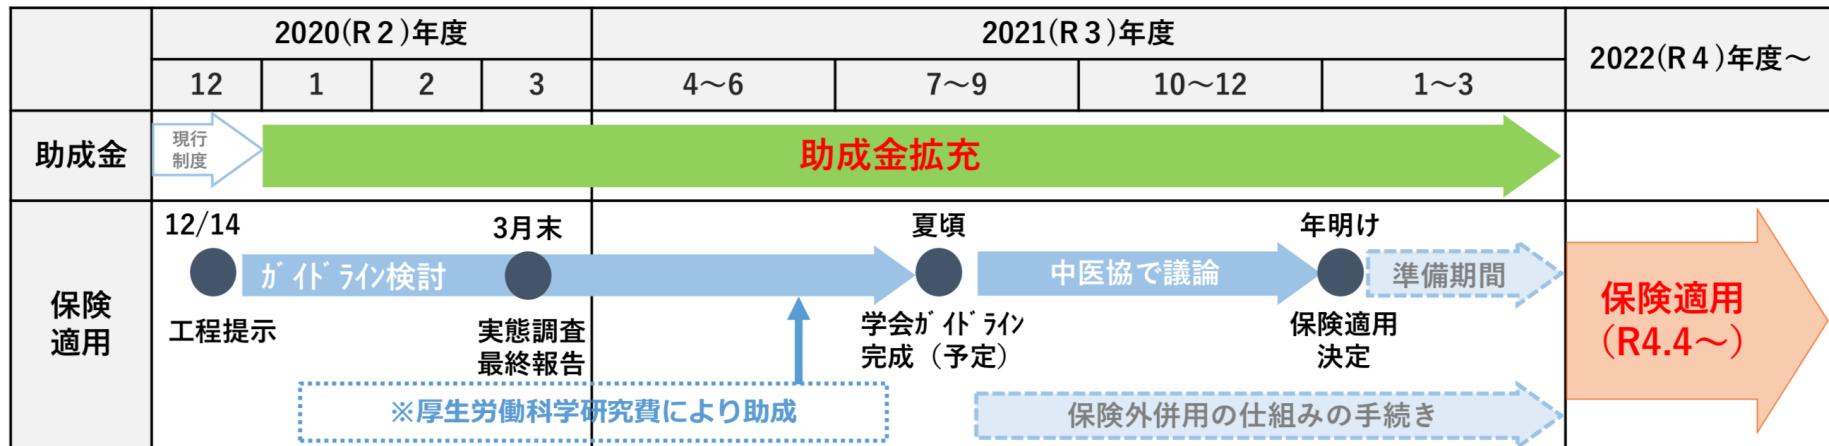 2020(R２)年度
2021(R３)年度
2022(R４)年度～
12
1
2
3
4～6
7～9
10～12
1～3
助成金
現行
制度
助成金拡充
保険
適用
12/14
工程提示
ｶﾞｲﾄﾞﾗｲﾝ検討
3月末
実態調査
最終報告
夏頃
学会ｶﾞｲﾄﾞﾗｲﾝ
完成（予定）
中医協で議論
年明け
保険適用
決定
準備期間
保険適用
（R4.4～）
※厚生労働科学研究費により助成
保険外併用の仕組みの手続き